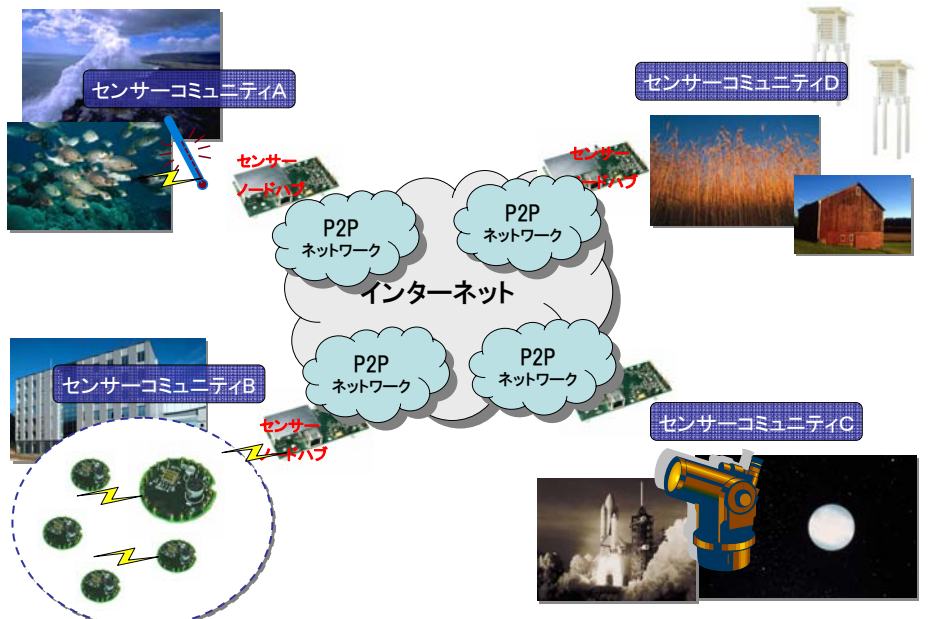 センサーコミュニティA
センサーコミュニティD
センサー
ノードハブ
センサー
ノードハブ
P2P
ネットワーク
P2P
ネットワーク
インターネット
P2P
ネットワーク
P2P
ネットワーク
センサーコミュニティB
センサー
ノードハブ
センサーコミュニティC